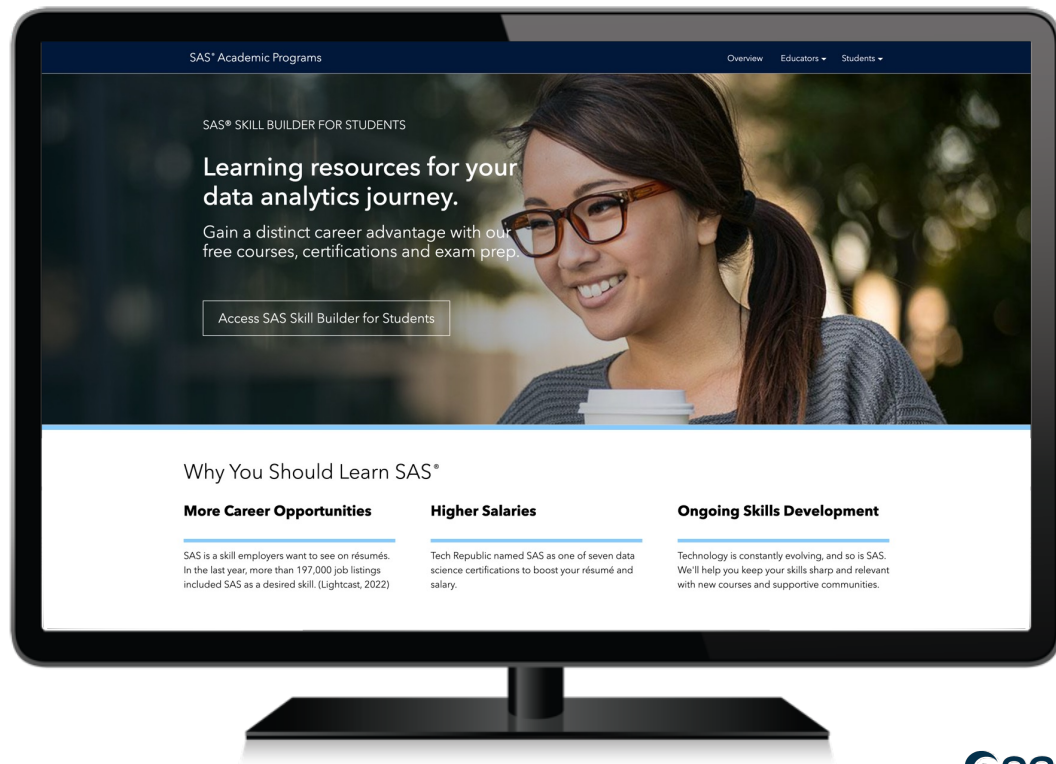 SAS® Academic Programs
Overview Educators Students
SAS® SKILL BUILDER FOR STUDENTS
Learning resources for your
data analytics journey.
Gain a distinct career advantage with our
free courses, certifications and exam prep.
Access SAS Skill Builder for Students
Why You Should Learn SAS®
More Career Opportunities
SAS is a skill employers want to see on résumés.
In the last year, more than 197,000 job listings
included SAS as a desired skill. (Lightcast, 2022)
Higher Salaries
Tech Republic named SAS as one of seven data
science certifications to boost your résumé and
salary.
Ongoing Skills Development
Technology is constantly evolving, and so is SAS.
We'll help you keep your skills sharp and relevant
with new courses and supportive communities.